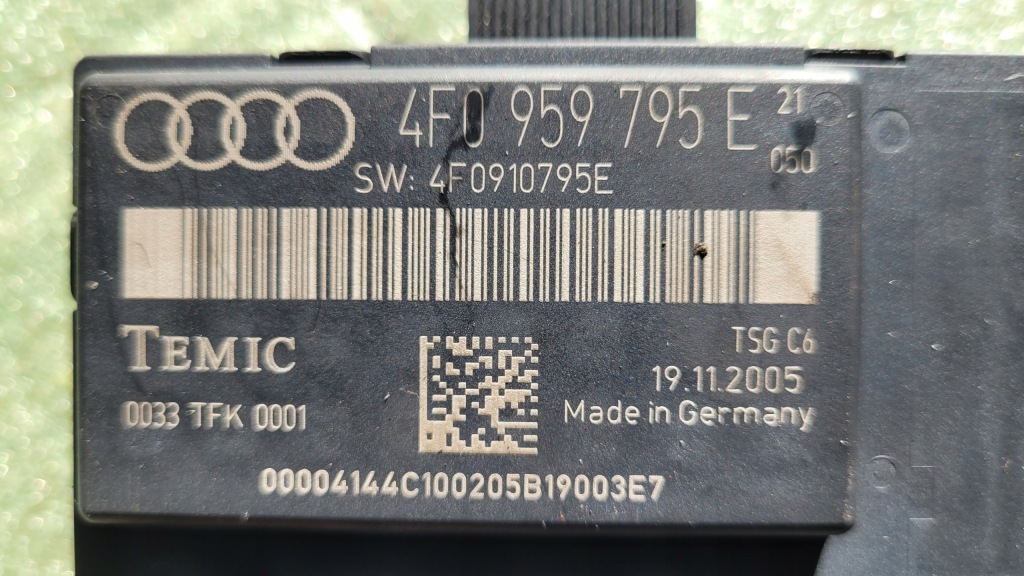 4F0 959 795 E 21
050
SW: 4F0910795E
TEMIC
TSG C6
19.11.2005
0033 TFK 0001
Made in Germany
00004144C100205B19003E7